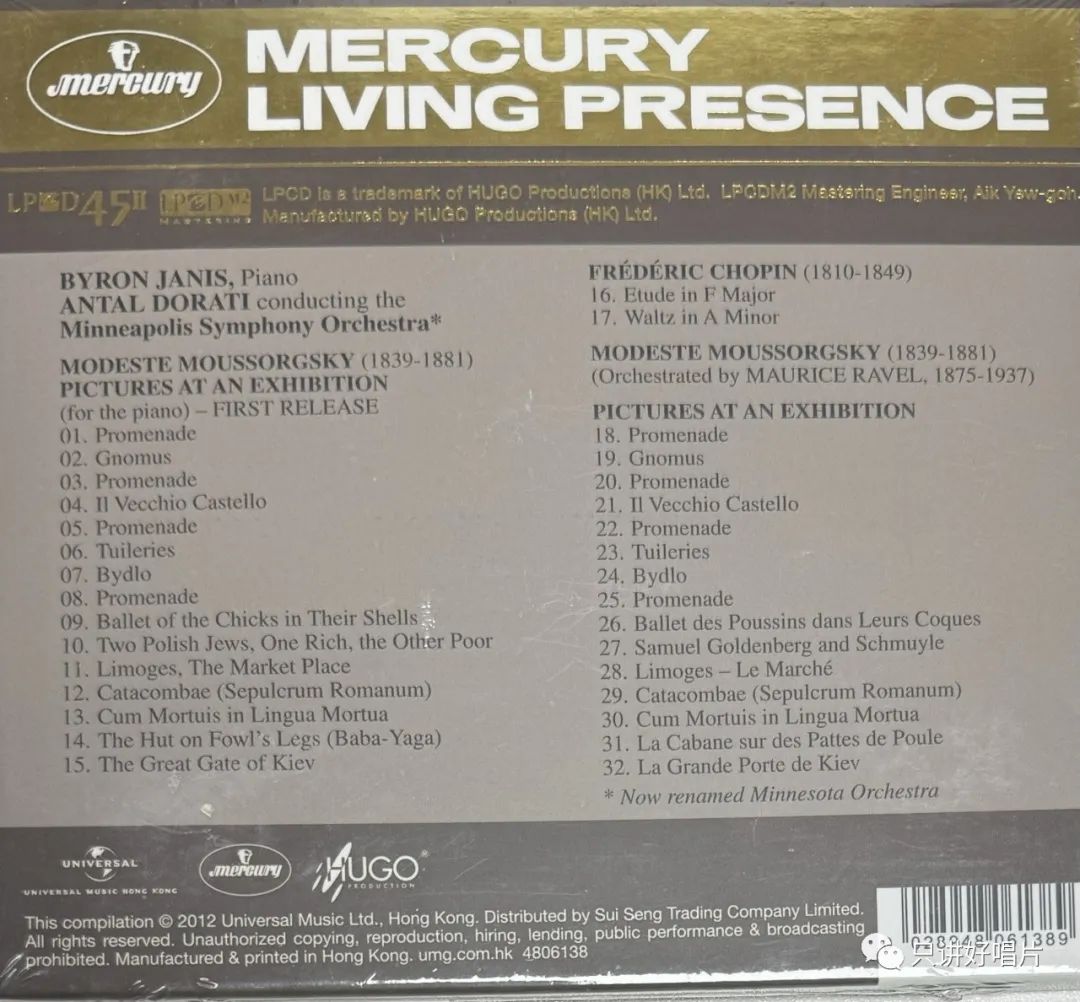 mercury
MERCURY
LIVING PRESENCE
LPCD45II
LPCD M2
MASTERING
LPCD is a trademark of HUGO Productions (HK) Ltd. LPCDM2 Mastering Engineer, Aik Yew-goh.
Manufactured by HUGO Productions (HK) Ltd.
BYRON JANIS, Piano
ANTAL DORATI conducting the
Minneapolis Symphony Orchestra*
MODESTE MOUSSORGSKY (1839-1881)
PICTURES AT AN EXHIBITION
(for the piano) – FIRST RELEASE
01. Promenade
02. Gnomus
03. Promenade
04. Il Vecchio Castello
05. Promenade
06. Tuileries
07. Bydlo
08. Promenade
09. Ballet of the Chicks in Their Shells
10. Two Polish Jews, One Rich, the Other Poor
11. Limoges, The Market Place
12. Catacombae (Sepulcrum Romanum)
13. Cum Mortuis in Lingua Mortua
14. The Hut on Fowl's Legs (Baba-Yaga)
15. The Great Gate of Kiev
FRÉDÉRIC CHOPIN (1810-1849)
16. Etude in F Major
17. Waltz in A Minor
MODESTE MOUSSORGSKY (1839-1881)
(Orchestrated by MAURICE RAVEL, 1875-1937)
PICTURES AT AN EXHIBITION
18. Promenade
19. Gnomus
20. Promenade
21. Il Vecchio Castello
22. Promenade
23. Tuileries
24. Bydlo
25. Promenade
26. Ballet des Poussins dans Leurs Coques
27. Samuel Goldenberg and Schmuyle
28. Limoges – Le Marché
29. Catacombae (Sepulcrum Romanum)
30. Cum Mortuis in Lingua Mortua
31. La Cabane sur des Pattes de Poule
32. La Grande Porte de Kiev
* Now renamed Minnesota Orchestra
UNIVERSAL
UNIVERSAL MUSIC HONG KONG
mercury
HUGO®
PRODUCTION
This compilation © 2012 Universal Music Ltd., Hong Kong. Distributed by Sui Seng Trading Company Limited.
All rights reserved. Unauthorized copying, reproduction, hiring, lending, public performance & broadcasting
prohibited. Manufactured & printed in Hong Kong. umg.com.hk 4806138
061389
只讲好唱片